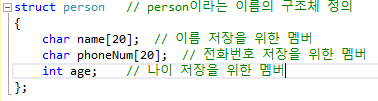 struct person   // person이라는 이름의 구조체 정의
{
    char name[20];  // 이름 저장을 위한 멤버
    char phoneNum[20];  // 전화번호 저장을 위한 멤버
    int age;    // 나이 저장을 위한 멤버
};